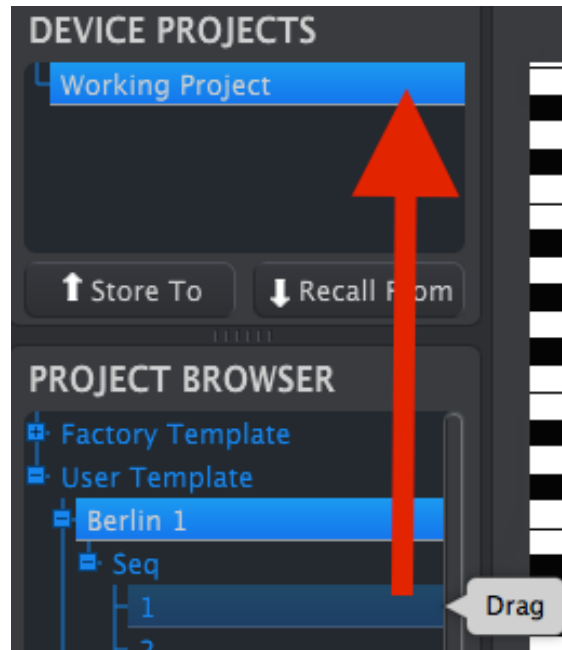 DEVICE PROJECTS
Working Project
Store To
Recall From
PROJECT BROWSER
Factory Template
User Template
Berlin 1
Seq
1
Drag
2